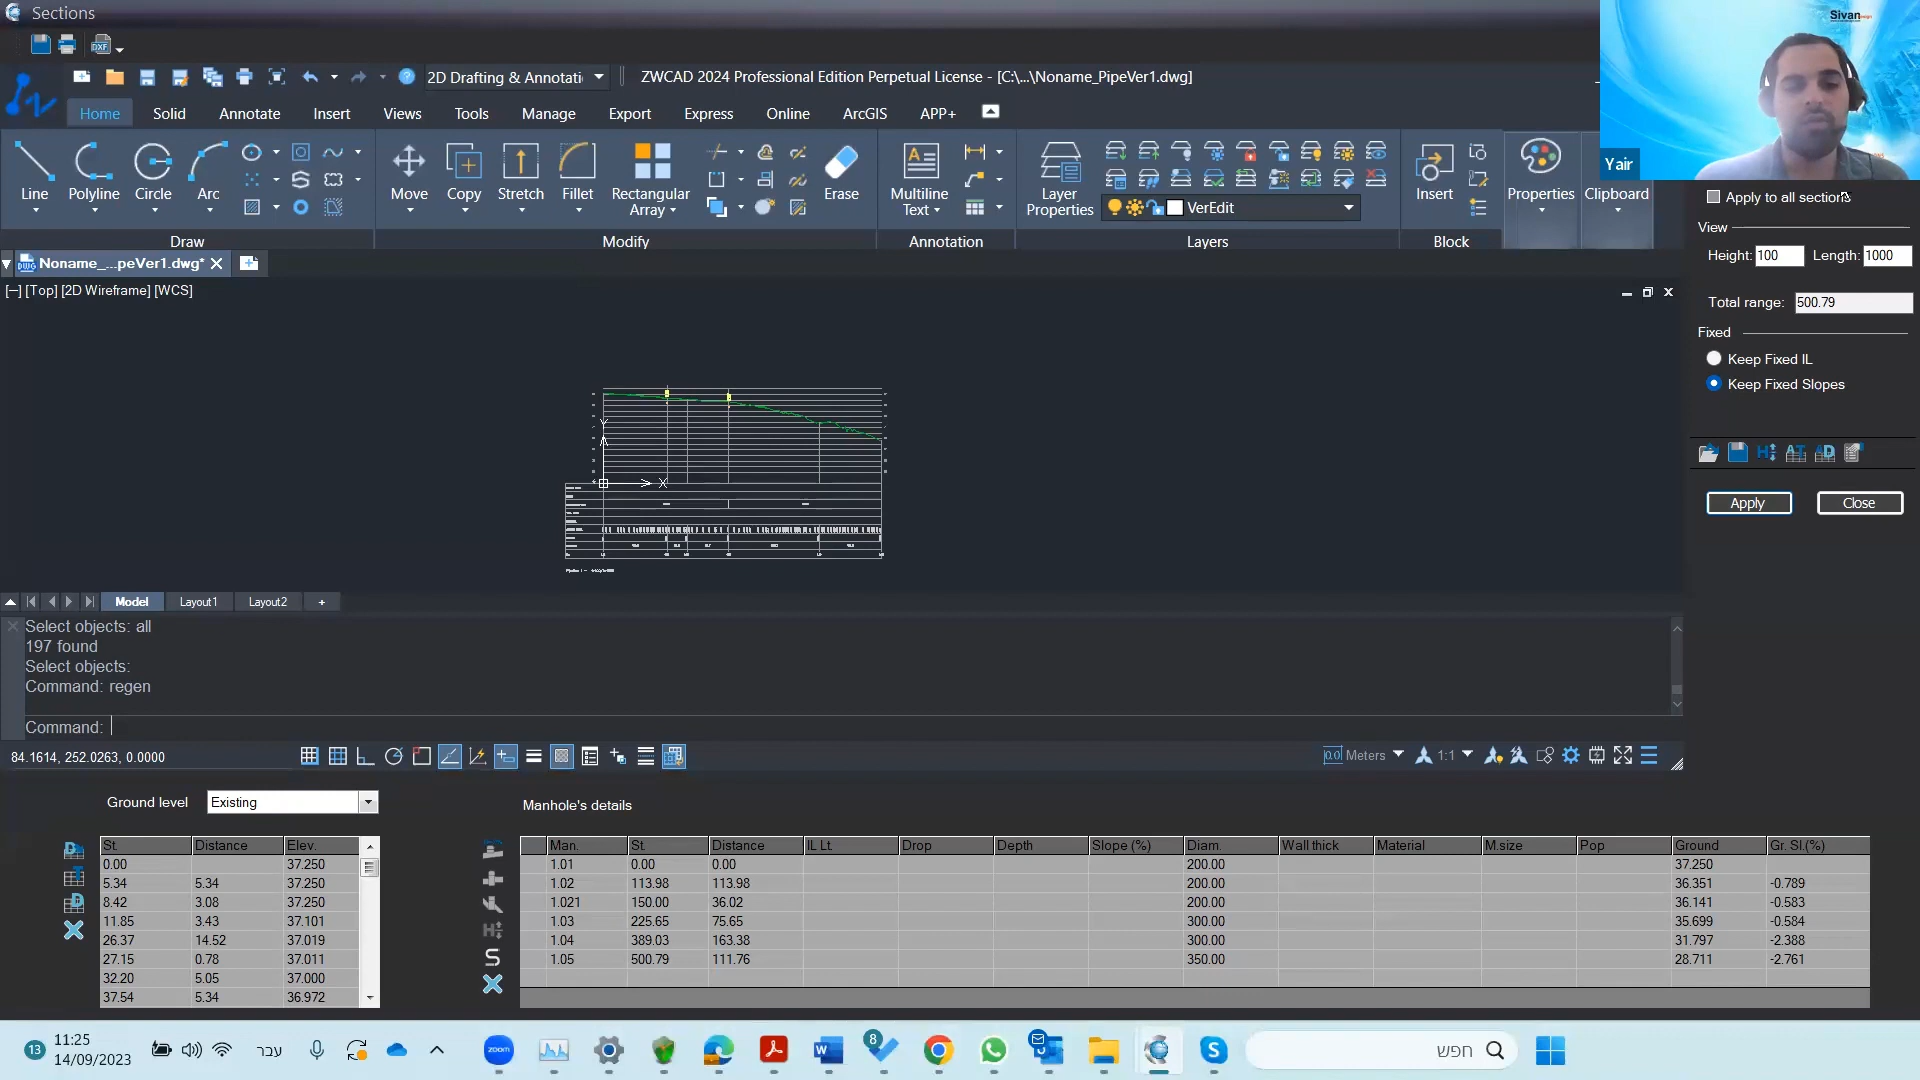 Sections
DXF
Sivan
2D Drafting & Annotati
ZWCAD 2024 Professional Edition Perpetual License - [C:\...\Noname_PipeVer1.dwg]
Home Solid Annotate Insert Views Tools Manage Export Express Online ArcGIS APP+
Line Polyline Circle Arc
Move Copy Stretch Fillet Rectangular Array Erase
Multiline Text
Layer Properties
VerEdit
Insert
Properties
Clipboard
Draw Modify Annotation Layers Block
Yair
Apply to all sections
View
Height: 100 Length: 1000
Total range: 500.79
Fixed
Keep Fixed IL
Keep Fixed Slopes
Apply Close
Noname_...peVer1.dwg*
[−] [Top] [2D Wireframe] [WCS]
Y
X
Model Layout1 Layout2 +
Select objects: all
197 found
Select objects:
Command: regen
Command:
84.1614, 252.0263, 0.0000
0.0 Meters 1:1
Ground level Existing
Manhole's details
St. Distance Elev.
0.00 37.250
5.34 5.34 37.250
8.42 3.08 37.250
11.85 3.43 37.101
26.37 14.52 37.019
27.15 0.78 37.011
32.20 5.05 37.000
37.54 5.34 36.972
Man. St. Distance IL Lt. Drop Depth Slope (%) Diam. Wall thick Material M.size Pop Ground Gr. Sl.(%)
1.01 0.00 0.00 200.00 37.250
1.02 113.98 113.98 200.00 36.351 -0.789
1.021 150.00 36.02 200.00 36.141 -0.583
1.03 225.65 75.65 300.00 35.699 -0.584
1.04 389.03 163.38 300.00 31.797 -2.388
1.05 500.79 111.76 350.00 28.711 -2.761
13
11:25
14/09/2023
עבר
zoom
8
חפש